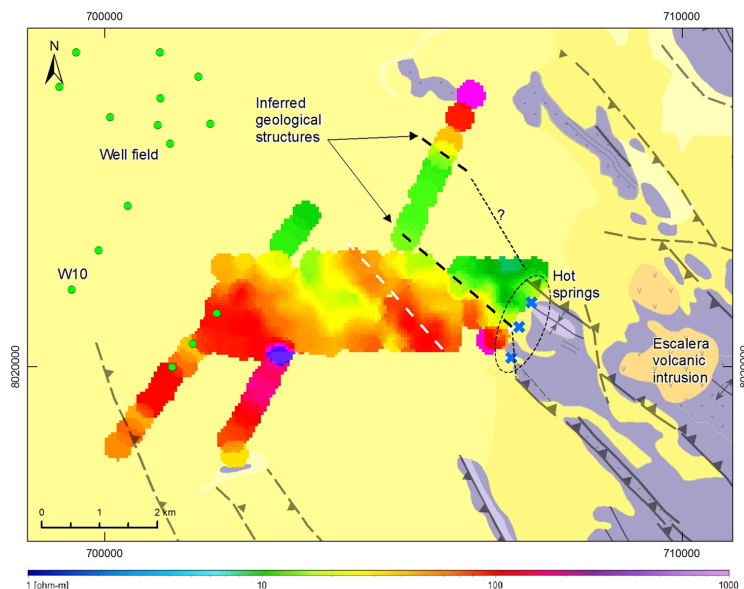 700000
710000
N
Inferred
geological
structures
Well field
?
W10
Hot
springs
Escalera
volcanic
intrusion
8020000
8020000
0 1 2 km
700000
710000
1 [ohm-m] 10 100 1000